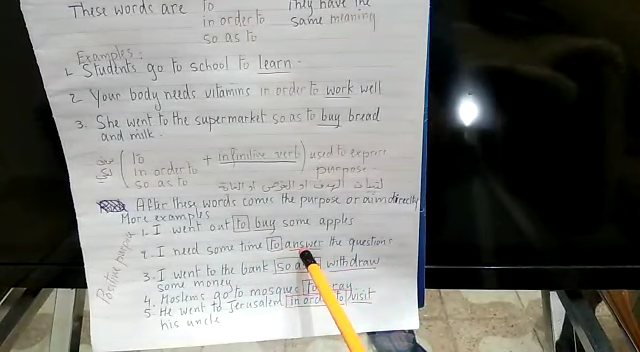 These words are to They have the
in order to same meaning
so as to
Examples:
1. Students go to school to learn.
2. Your body needs vitamins in order to work well
3. She went to the supermarket so as to buy bread
and milk.
to
in order to + infinitive verb used to express
so as to purpose
After these words comes the purpose or aim directly
More examples
1. I went out to buy some apples
2. I need some time to answer the questions
3. I went to the bank so as withdraw
some money
4. Moslems go to mosques to pray
5. He went to Jerusalem in order to visit
his uncle
Positive purpose